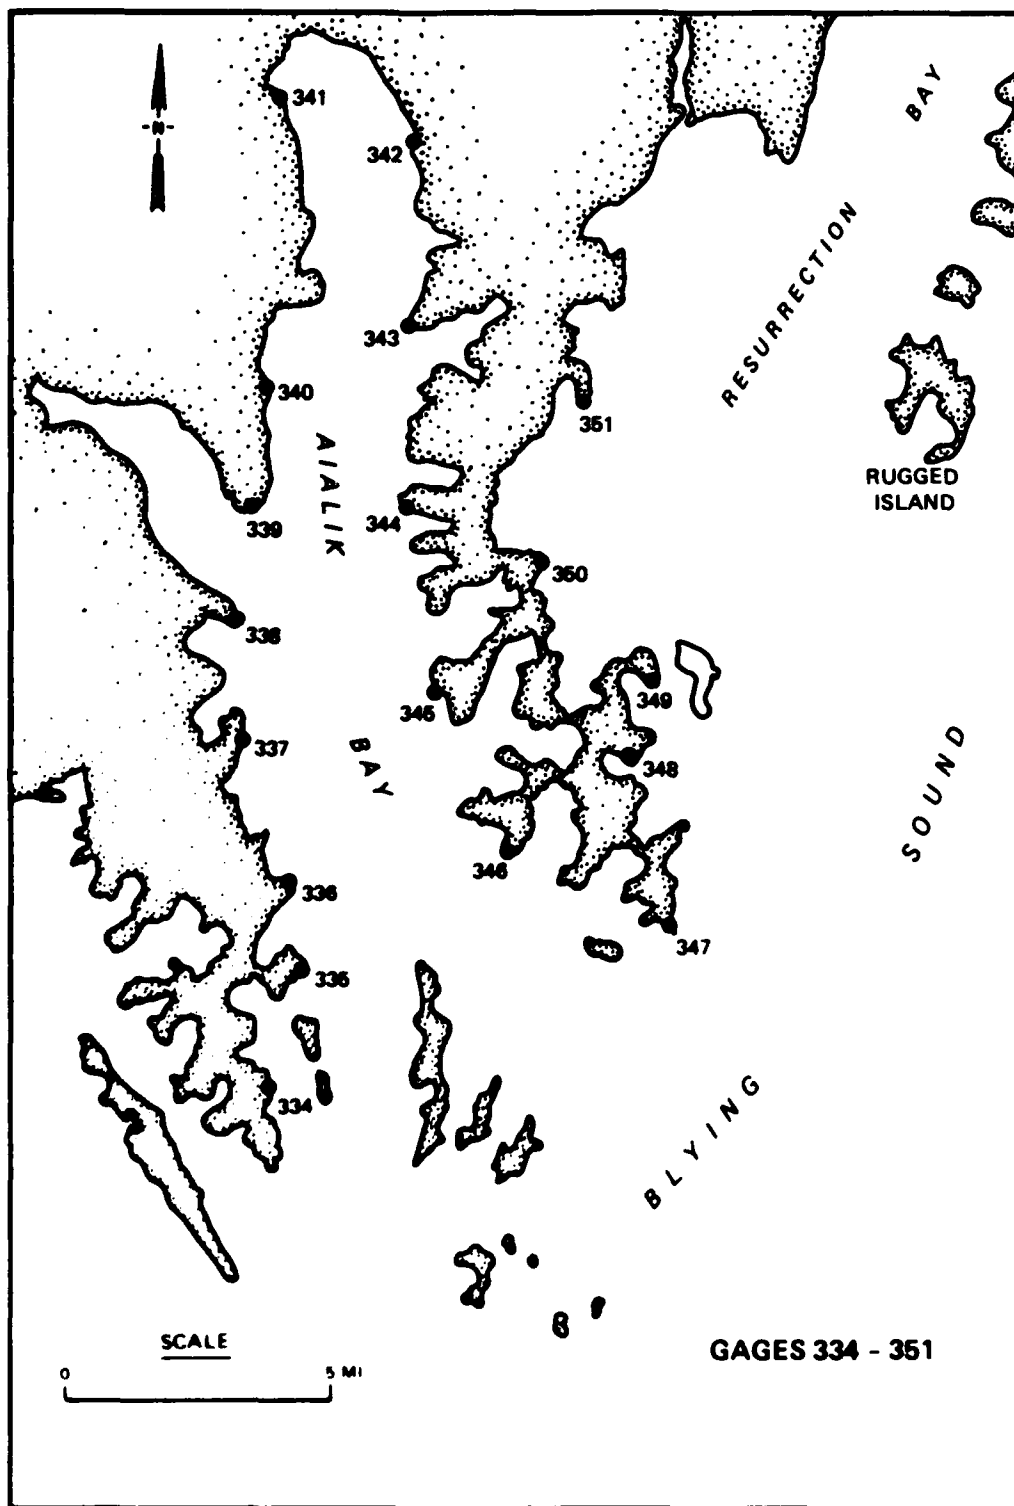 N
341
342
343
340
339
351
344
350
338
345
349
337
348
346
336
347
335
334
AIALIK
BAY
RESURRECTION
BAY
RUGGED
ISLAND
BLYING
SOUND
SCALE
0 5 MI
GAGES 334 - 351